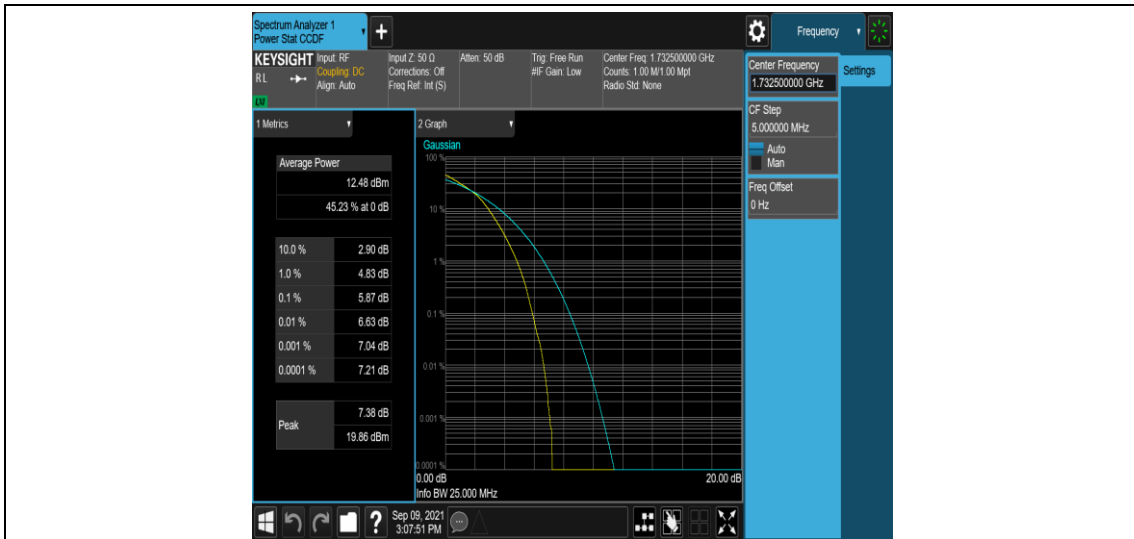 Spectrum Analyzer 1
Power Stat CCDF
+
Frequency
KEYSIGHT
RL
LXI
Input: RF
Coupling: DC
Align: Auto
Input Z: 50 Ω
Corrections: Off
Freq Ref: Int (S)
Atten: 50 dB
Trig: Free Run
#IF Gain: Low
Center Freq: 1.732500000 GHz
Counts: 1.00 M/1.00 Mpt
Radio Std: None
Center Frequency
1.732500000 GHz
Settings
CF Step
5.000000 MHz
Auto
Man
Freq Offset
0 Hz
1 Metrics
Average Power
12.48 dBm
45.23 % at 0 dB
10.0 % 2.90 dB
1.0 % 4.83 dB
0.1 % 5.87 dB
0.01 % 6.63 dB
0.001 % 7.04 dB
0.0001 % 7.21 dB
Peak
7.38 dB
19.86 dBm
2 Graph
Gaussian
100 %
10 %
1 %
0.1 %
0.01 %
0.001 %
0.0001 %
0.00 dB 20.00 dB
Info BW 25.000 MHz
?
Sep 09, 2021
3:07:51 PM